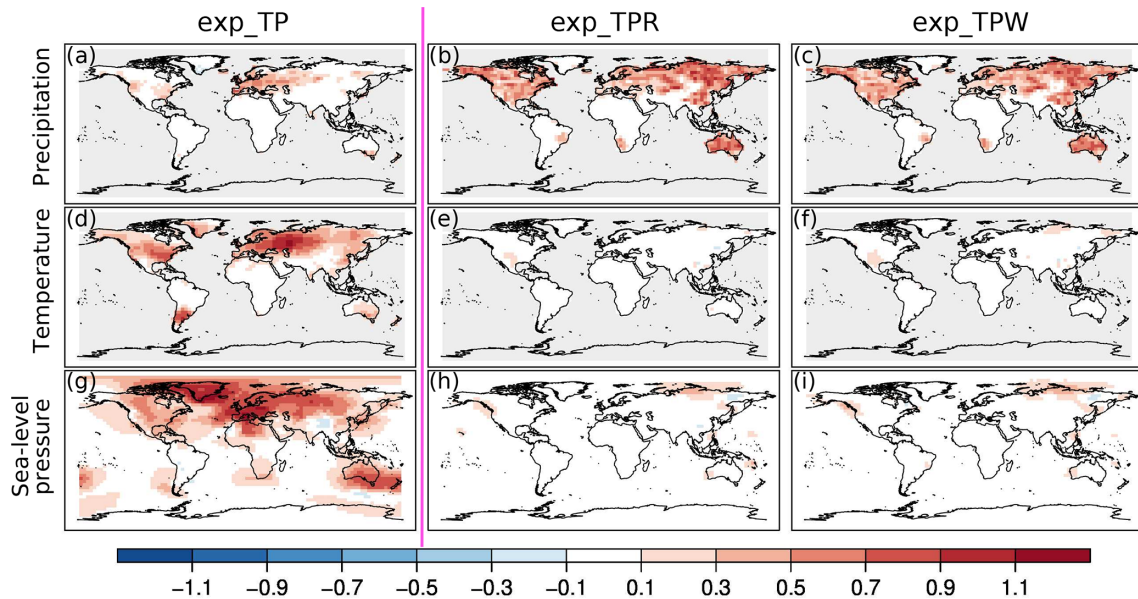 exp_TP exp_TPR exp_TPW
Precipitation
(a) (b) (c)
Temperature
(d) (e) (f)
Sea-level
pressure
(g) (h) (i)
−1.1 −0.9 −0.7 −0.5 −0.3 −0.1 0.1 0.3 0.5 0.7 0.9 1.1